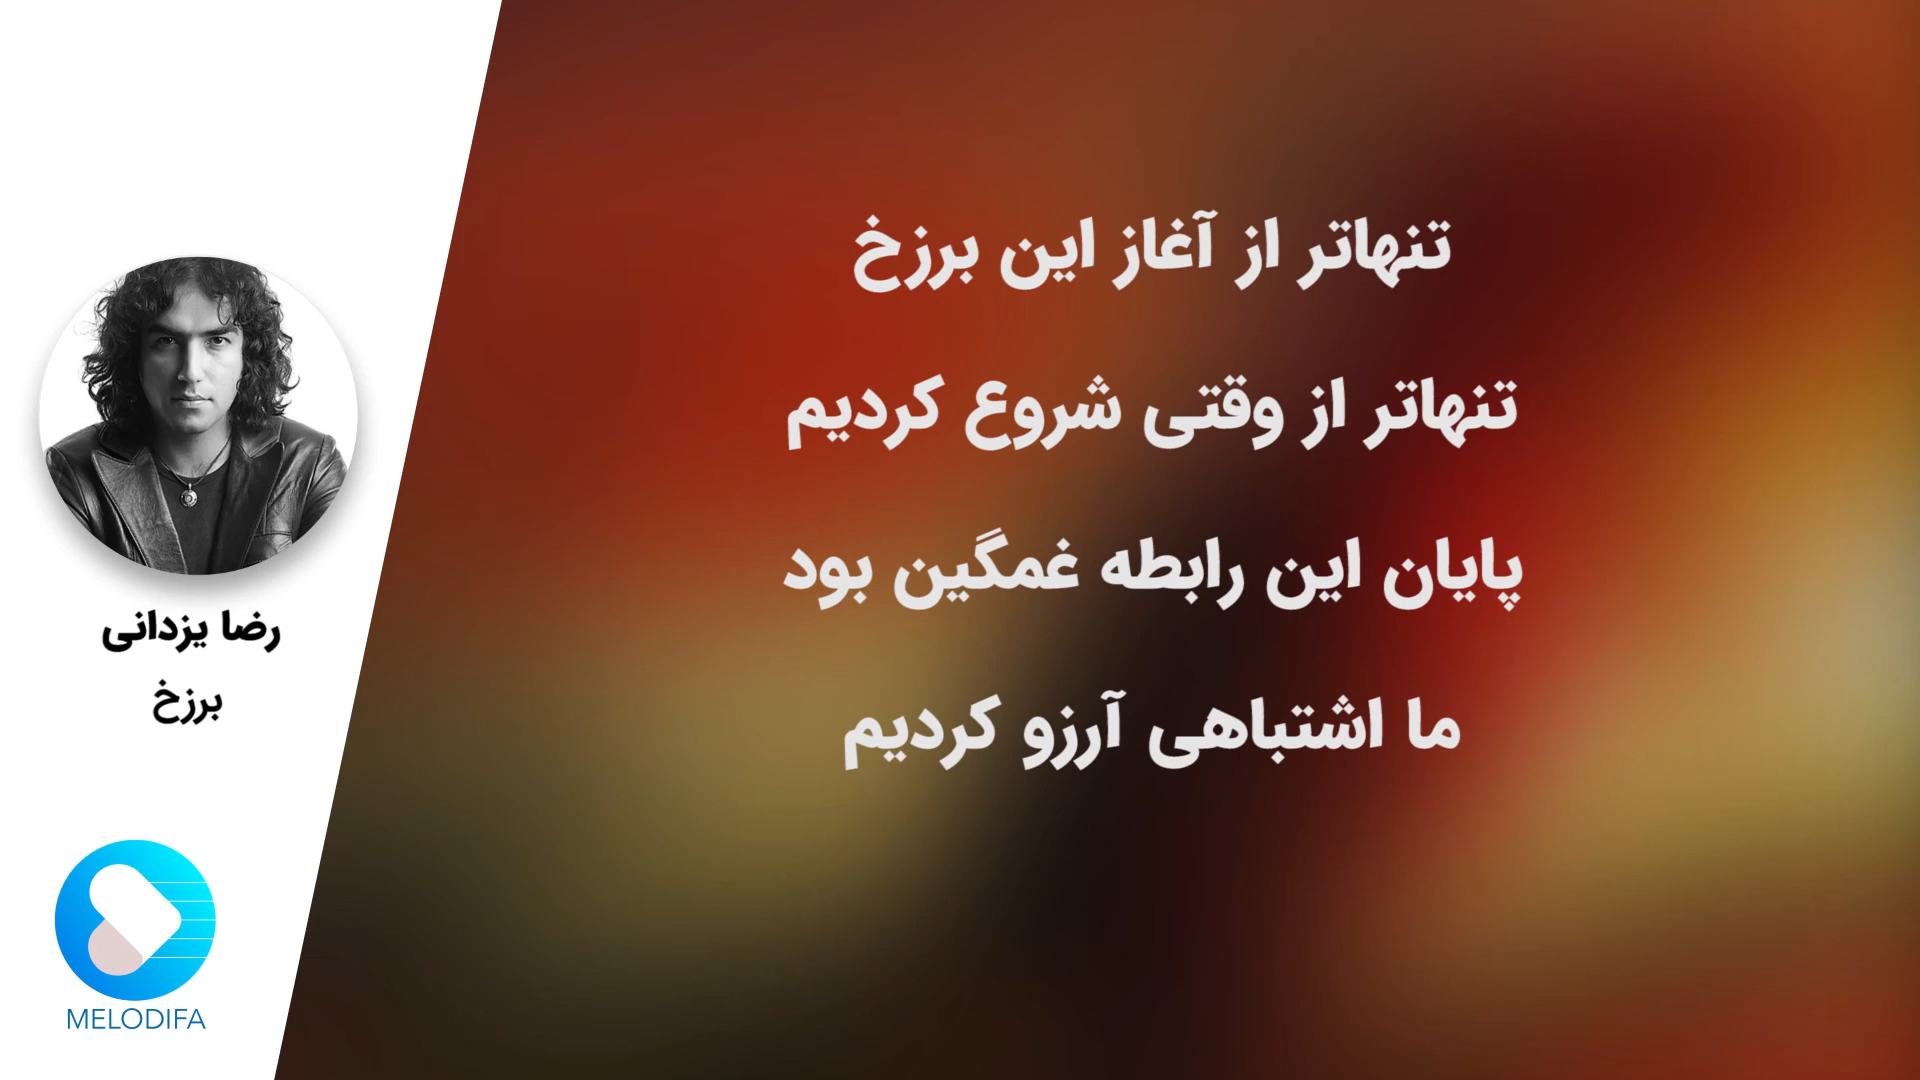 تنهاتر از آغاز این برزخ
تنهاتر از وقتی شروع کردیم
پایان این رابطه غمگین بود
ما اشتباهی آرزو کردیم
رضا یزدانی
برزخ
MELODIFA